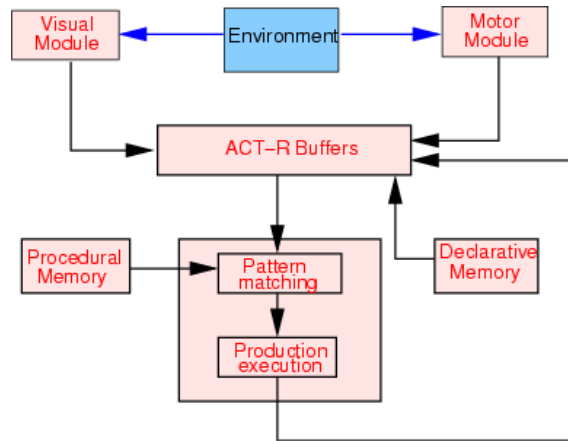 Visual
Module
Environment
Motor
Module
ACT-R Buffers
Procedural
Memory
Pattern
matching
Declarative
Memory
Production
execution